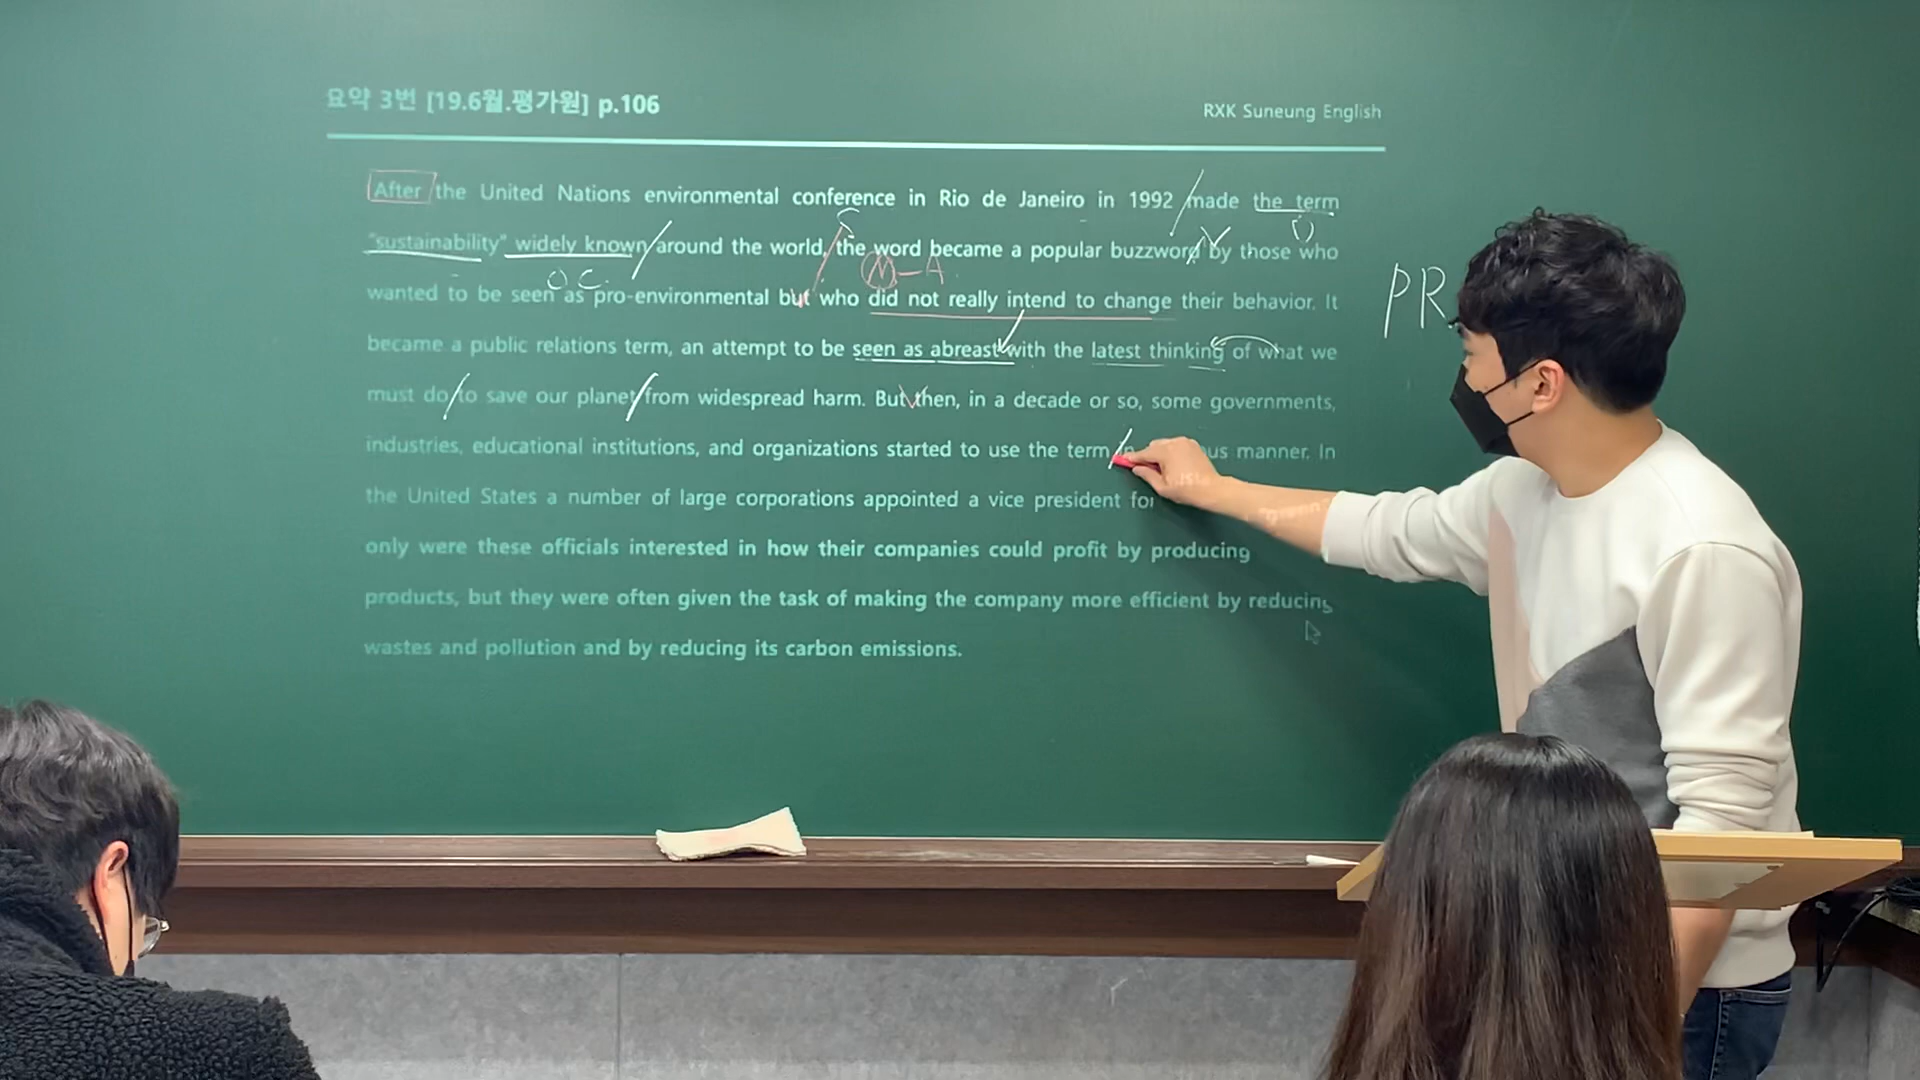 요약 3번 [19.6월.평가원] p.106
RXK Suneung English
After the United Nations environmental conference in Rio de Janeiro in 1992 made the term
O
"sustainability" widely known around the world, the word became a popular buzzword by those who
O C. S M-A
wanted to be seen as pro-environmental but who did not really intend to change their behavior. It
PR
became a public relations term, an attempt to be seen as abreast with the latest thinking of what we
must do to save our planet from widespread harm. But then, in a decade or so, some governments,
industries, educational institutions, and organizations started to use the term manner. In
the United States a number of large corporations appointed a vice president for
"green"
only were these officials interested in how their companies could profit by producing
products, but they were often given the task of making the company more efficient by reducing
wastes and pollution and by reducing its carbon emissions.